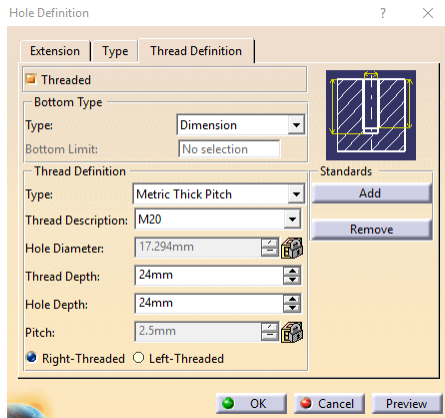 Hole Definition ? ×
Extension Type Thread Definition
Threaded
Bottom Type
Type: Dimension
Bottom Limit: No selection
Thread Definition Standards
Type: Metric Thick Pitch Add
Thread Description: M20
Remove
Hole Diameter: 17.294mm
Thread Depth: 24mm
Hole Depth: 24mm
Pitch: 2.5mm
Right-Threaded Left-Threaded
OK Cancel Preview